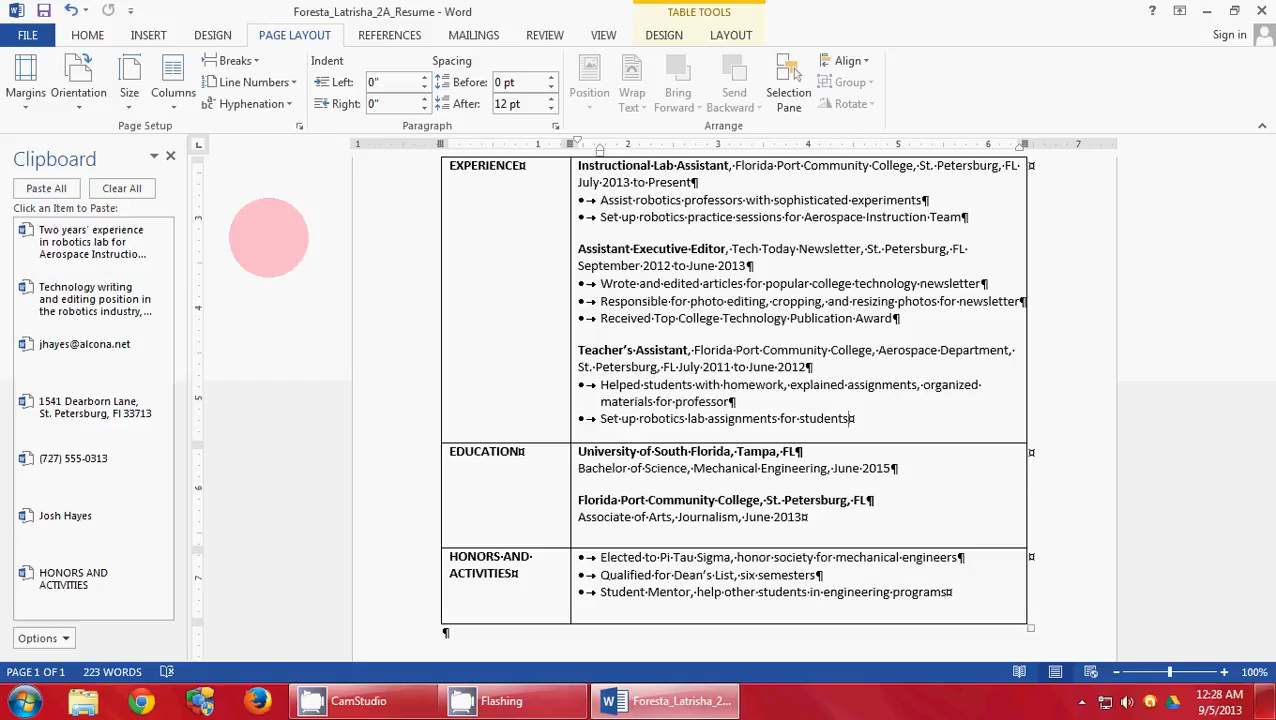 Foresta_Latrisha_2A_Resume - Word
TABLE TOOLS
?
FILE
HOME
INSERT
DESIGN
PAGE LAYOUT
REFERENCES
MAILINGS
REVIEW
VIEW
DESIGN
LAYOUT
Sign in
Margins
Orientation
Size
Columns
Breaks
Line Numbers
Hyphenation
Page Setup
Indent
Left: 0"
Right: 0"
Spacing
Before: 0 pt
After: 12 pt
Paragraph
Position
Wrap Text
Bring Forward
Send Backward
Selection Pane
Align
Group
Rotate
Arrange
Clipboard
Paste All
Clear All
Click an Item to Paste:
Two years' experience
in robotics lab for
Aerospace Instructio...
Technology writing
and editing position in
the robotics industry,...
jhayes@alcona.net
1541 Dearborn Lane,
St. Petersburg, Fl 33713
(727) 555-0313
Josh Hayes
HONORS AND
ACTIVITIES
Options
L
1 1 2 3 4 5 6 7
3
4
5
6
7
EXPERIENCE¤
Instructional·Lab·Assistant,·Florida·Port·Community·College,·St.·Petersburg,·FL·
July·2013·to·Present¶
•→Assist·robotics·professors·with·sophisticated·experiments¶
•→Set·up·robotics·practice·sessions·for·Aerospace·Instruction·Team¶
Assistant·Executive·Editor,·Tech·Today·Newsletter,·St.·Petersburg,·FL·
September·2012·to·June·2013¶
•→Wrote·and·edited·articles·for·popular·college·technology·newsletter¶
•→Responsible·for·photo·editing,·cropping,·and·resizing·photos·for·newsletter¶
•→Received·Top·College·Technology·Publication·Award¶
Teacher's·Assistant,·Florida·Port·Community·College,·Aerospace·Department,·
St.·Petersburg,·FL·July·2011·to·June·2012¶
•→Helped·students·with·homework,·explained·assignments,·organized·
materials·for·professor¶
•→Set·up·robotics·lab·assignments·for·students¤
EDUCATION¤
University·of·South·Florida,·Tampa,·FL¶
Bachelor·of·Science,·Mechanical·Engineering,·June·2015¶
Florida·Port·Community·College,·St.·Petersburg,·FL¶
Associate·of·Arts,·Journalism,·June·2013¤
HONORS·AND·
ACTIVITIES¤
•→Elected·to·Pi·Tau·Sigma,·honor·society·for·mechanical·engineers¶
•→Qualified·for·Dean's·List,·six·semesters¶
•→Student·Mentor,·help·other·students·in·engineering·programs¤
¶
PAGE 1 OF 1
223 WORDS
100%
CamStudio
Flashing
Foresta_Latrisha_2...
12:28 AM
9/5/2013